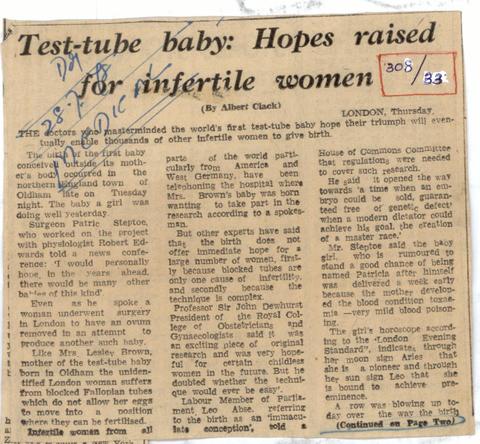 Test-tube baby: Hopes raised
for infertile women
308/33
28.7.78
MEDICAL
(By Albert Clack)
LONDON, Thursday.
THE doctors who masterminded the world's first test-tube baby hope their triumph will even-
tually enable thousands of other infertile women to give birth.
The birth of the first baby
conceived outside its moth-
er's body occurred in the
northern England town of
Oldham late on Tuesday
night. The baby a girl was
doing well yesterday.
Surgeon Patric Steptoe,
who worked on the project
with physiologist Robert Ed-
wards told a news confe-
rence: 'I would personally
hope, in the years ahead,
there would be many other
babies of this kind'
Even as he spoke a
woman underwent surgery
in London to have an ovum
removed in an attempt to
produce another such baby.
Like Mrs Lesley Brown,
mother of the test-tube baby
born in Oldham the uniden-
tified London woman suffers
from blocked Fallopian tubes
which do not allow her eggs
to move into a position
where they can be fertilised.
Infertile women from all
parts of the world parti-
cularly from America and
West Germany, have been
telephoning the hospital where
Mrs. Brown's baby was born
wanting to take part in the
research according to a spokes-
man.
But other experts have said
that the birth does not
offer immediate hope for a
large number of women, first-
ly because blocked tubes are
only one cause of infertility,
and secondly because the
technique is complex.
Professor Sir John Dewhurst
President of the Royal Col-
lege of Obstetricians and
Gynaecologists said it was
an exciting piece of original
research and was very hope-
ful for certain childless
women in the future. But he
doubted whether the technique
would ever be easy'.
Labour Member of Parlia-
ment Leo Abse, referring
to the birth as an 'immacu-
late conception', told a
House of Commons Committee
that regulations were needed
to cover such research.
He said it opened the way
towards 'a time when an em-
bryo could be sold, guaran-
teed free of genetic defect'
when a modern dictator could
achieve his goal, the creation
of a master race.'
Mr. Steptoe said the baby
girl, who is rumoured to
stand a good chance of being
named Patricia after himself
was delivered a week early
because the mother develop-
ed the blood condition toxae-
mia —very mild blood poison-
ing.
The girl's horoscope accord-
ing to the "London Evening
Standard", indicates through
her moon sign Aries that
she is a pioneer and through
her sun sign Leo that she
is bound to achieve pre-
eminence.
A row was blowing up to-
day over the way the birth
(Continued on Page Two)